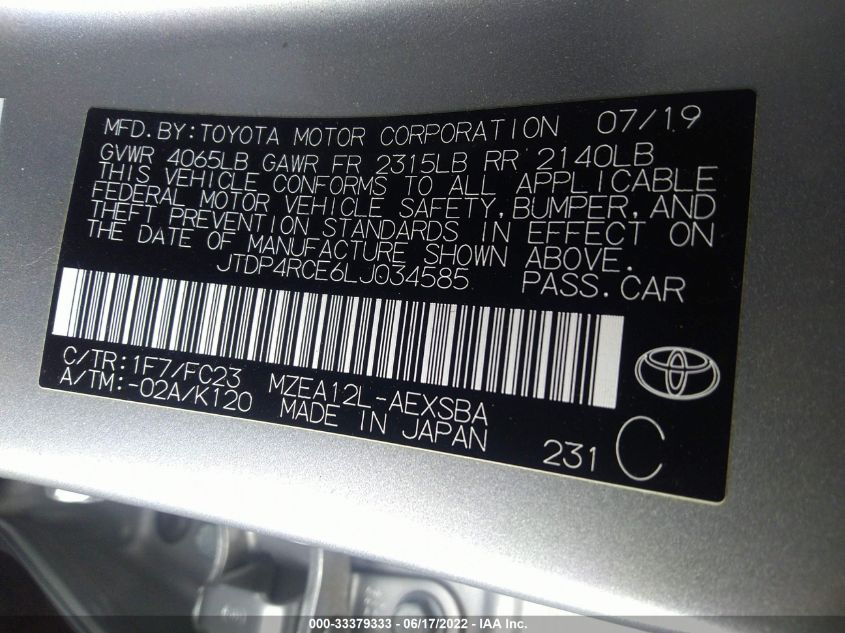 MFD.BY:TOYOTA MOTOR CORPORATION 07/19
GVWR 4065LB GAWR FR 2315LB RR 2140LB
THIS VEHICLE CONFORMS TO ALL APPLICABLE
FEDERAL MOTOR VEHICLE SAFETY,BUMPER,AND
THEFT PREVENTION STANDARDS IN EFFECT ON
THE DATE OF MANUFACTURE SHOWN ABOVE.
JTDP4RCE6LJ034585 PASS.CAR
C/TR:1F7/FC23 MZEA12L-AEXSBA
A/TM:-02A/K120 MADE IN JAPAN
231 C
000-33379333 / 06/17/2022 - IAA Inc.